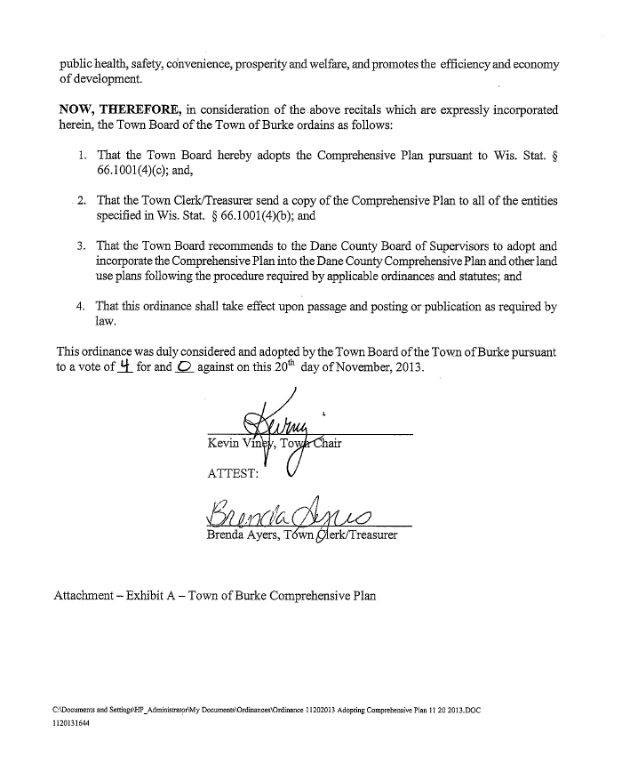 public health, safety, convenience, prosperity and welfare, and promotes the efficiency and economy
of development.
NOW, THEREFORE, in consideration of the above recitals which are expressly incorporated
herein, the Town Board of the Town of Burke ordains as follows:
1. That the Town Board hereby adopts the Comprehensive Plan pursuant to Wis. Stat. §
66.1001(4)(c); and,
2. That the Town Clerk/Treasurer send a copy of the Comprehensive Plan to all of the entities
specified in Wis. Stat. § 66.1001(4)(b); and
3. That the Town Board recommends to the Dane County Board of Supervisors to adopt and
incorporate the Comprehensive Plan into the Dane County Comprehensive Plan and other land
use plans following the procedure required by applicable ordinances and statutes; and
4. That this ordinance shall take effect upon passage and posting or publication as required by
law.
This ordinance was duly considered and adopted by the Town Board of the Town of Burke pursuant
to a vote of 4 for and 0 against on this 20th day of November, 2013.
Kevin Viney, Town Chair
ATTEST:
Brenda Ayers
Brenda Ayers, Town Clerk/Treasurer
Attachment – Exhibit A – Town of Burke Comprehensive Plan
C:\Documents and Settings\HP_Administrator\My Documents\Ordinances\Ordinance 11202013 Adopting Comprehensive Plan 11 20 2013.DOC
1120131644